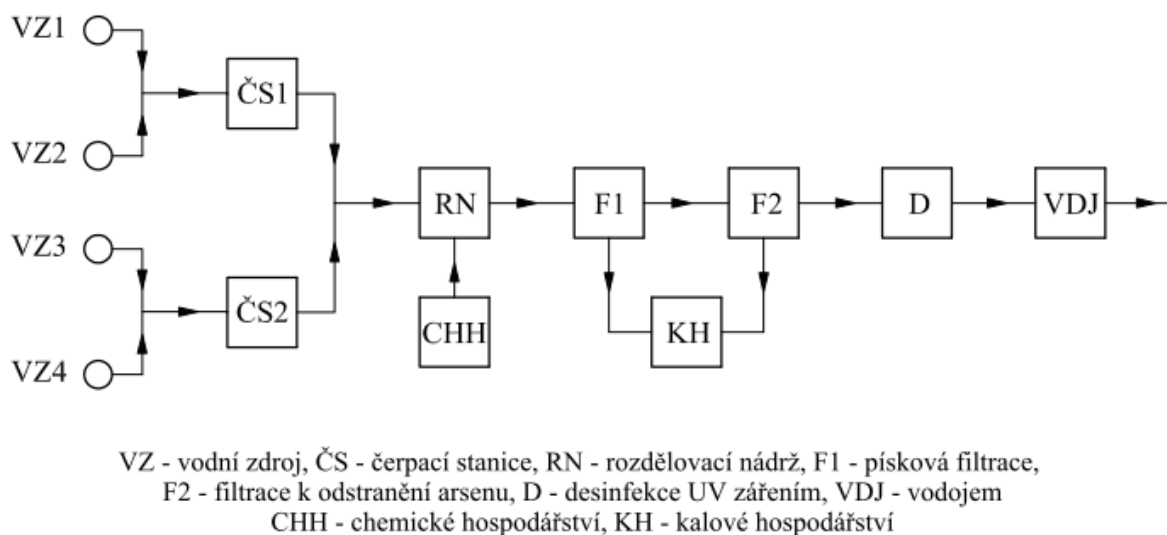 VZ1
ČS1
VZ2
RN
F1
F2
D
VDJ
VZ3
ČS2
CHH
KH
VZ4
VZ - vodní zdroj, ČS - čerpací stanice, RN - rozdělovací nádrž, F1 - písková filtrace,
F2 - filtrace k odstranění arsenu, D - desinfekce UV zářením, VDJ - vodojem
CHH - chemické hospodářství, KH - kalové hospodářství